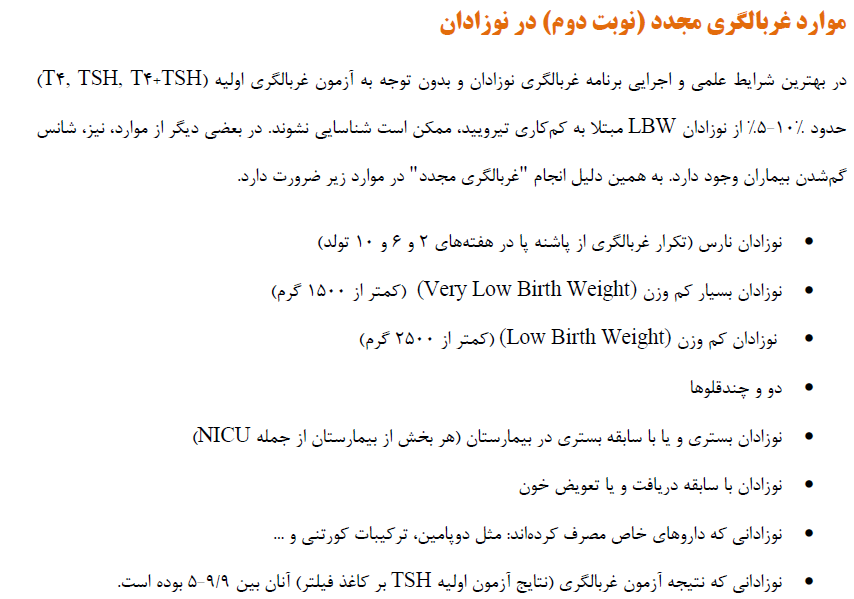 موارد غربالگری مجدد (نوبت دوم) در نوزادان
در بهترین شرایط علمی و اجرایی برنامه غربالگری نوزادان و بدون توجه به آزمون غربالگری اولیه (T۴, TSH, T۴+TSH)
حدود ۱۰٪-۵٪ از نوزادان LBW مبتلا به کم‌کاری تیرویید، ممکن است شناسایی نشوند. در بعضی دیگر از موارد، نیز، شانس
گم‌شدن بیماران وجود دارد. به همین دلیل انجام "غربالگری مجدد" در موارد زیر ضرورت دارد.
• نوزادان نارس (تکرار غربالگری از پاشنه پا در هفته‌های ۲ و ۶ و ۱۰ تولد)
• نوزادان بسیار کم وزن (Very Low Birth Weight) (کمتر از ۱۵۰۰ گرم)
• نوزادان کم وزن (Low Birth Weight) (کمتر از ۲۵۰۰ گرم)
• دو و چندقلوها
• نوزادان بستری و یا با سابقه بستری در بیمارستان (هر بخش از بیمارستان از جمله NICU)
• نوزادان با سابقه دریافت و یا تعویض خون
• نوزادانی که داروهای خاص مصرف کرده‌اند: مثل دوپامین، ترکیبات کورتنی و ...
• نوزادانی که نتیجه آزمون غربالگری (نتایج آزمون اولیه TSH بر کاغذ فیلتر) آنان بین ۹/۹-۵ بوده است.